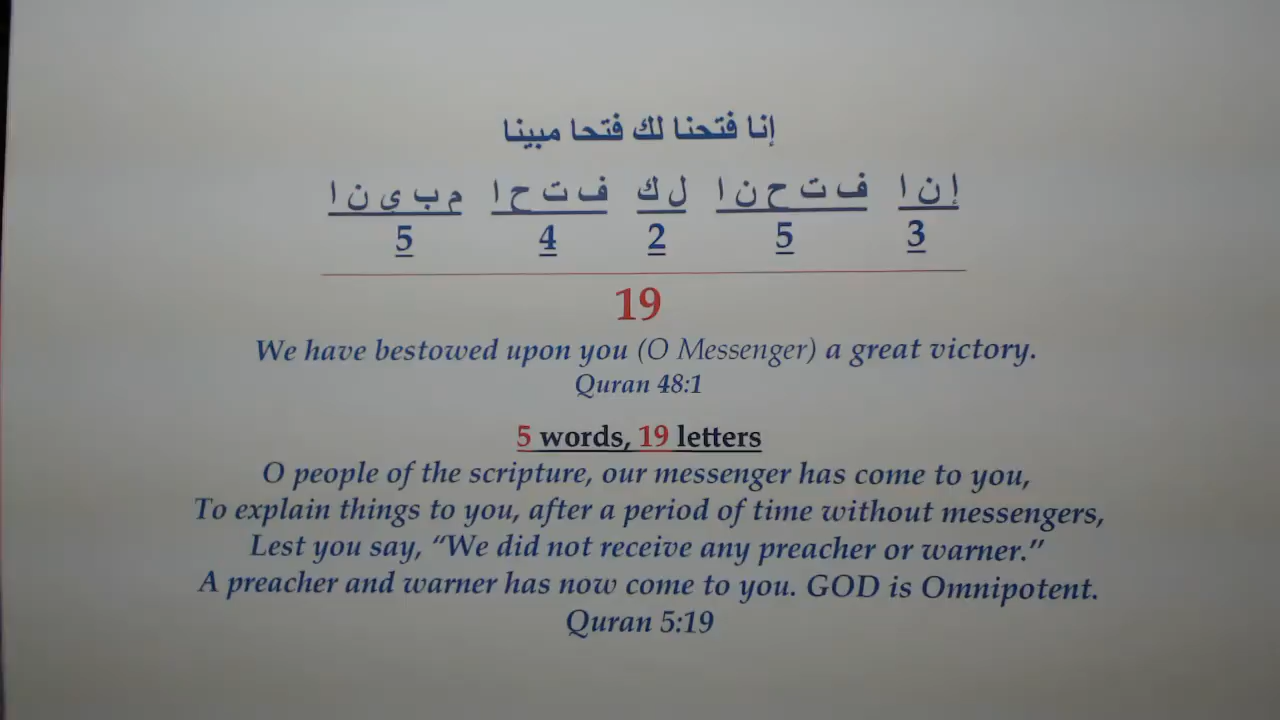 إنا فتحنا لك فتحا مبينا
إ ن ا   ف ت ح ن ا   ل ك   ف ت ح ا   م ب ي ن ا
3 5 2 4 5
19
We have bestowed upon you (O Messenger) a great victory.
Quran 48:1
5 words, 19 letters
O people of the scripture, our messenger has come to you,
To explain things to you, after a period of time without messengers,
Lest you say, “We did not receive any preacher or warner.”
A preacher and warner has now come to you. GOD is Omnipotent.
Quran 5:19